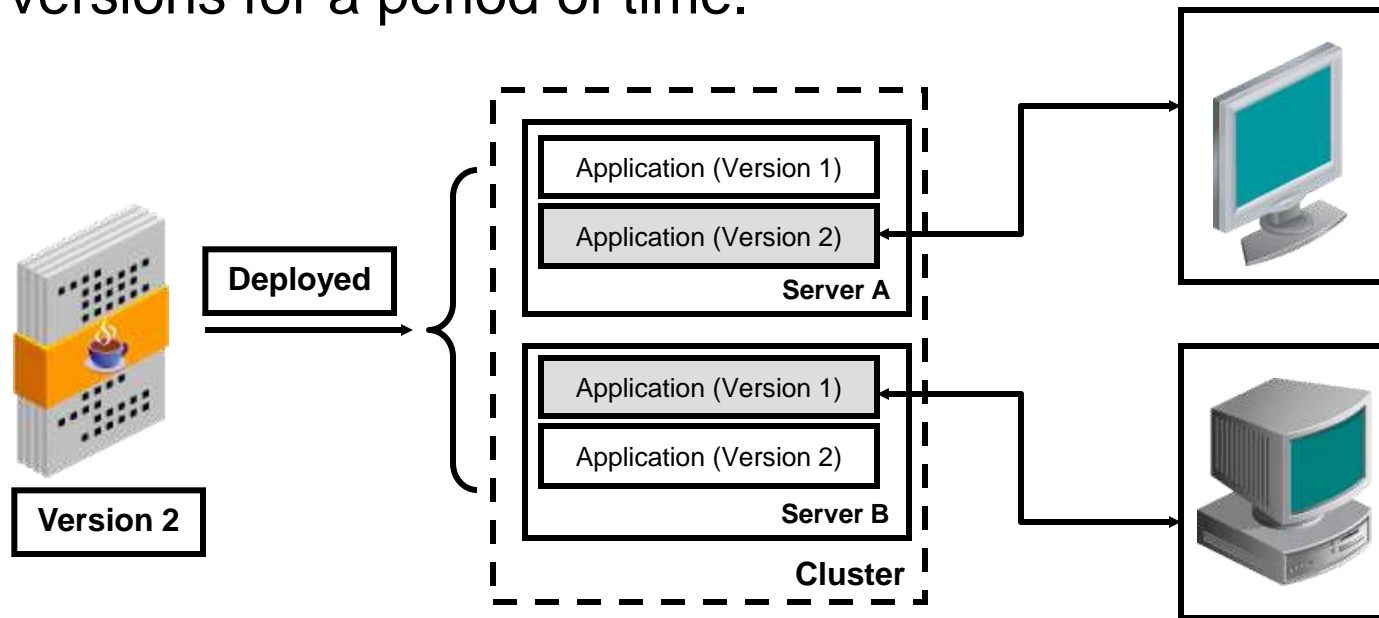 versions for a period of time.
Application (Version 1)
Application (Version 2)
Server A
Deployed
Application (Version 1)
Application (Version 2)
Server B
Version 2
Cluster